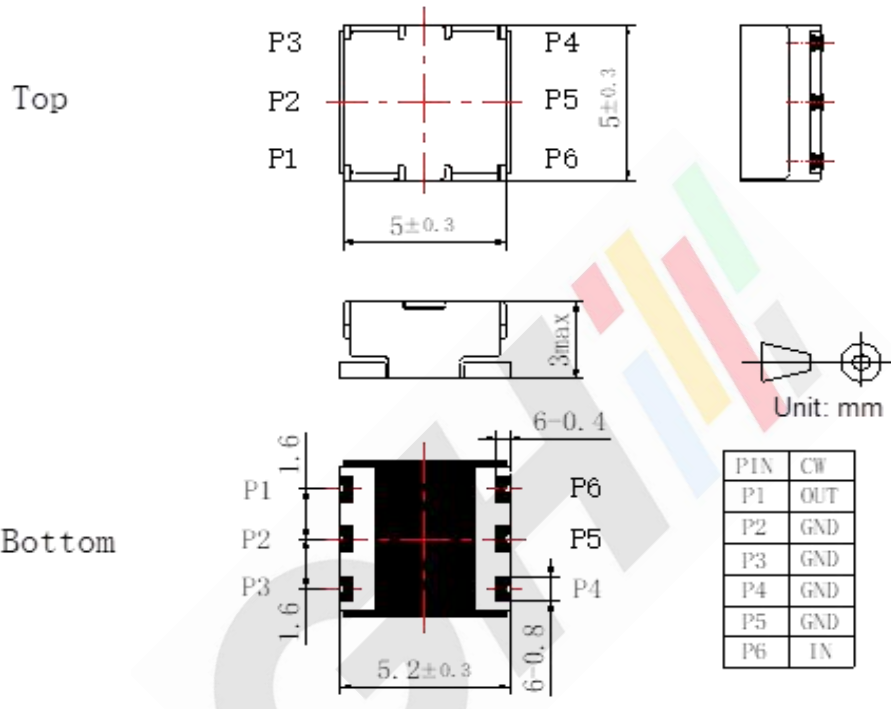 P3 P4
Top P2 P5 5±0.3
P1 P6
5±0.3
3max
Unit: mm
6-0.4
1.6
P1 P6
Bottom P2 P5
P3 P4
1.6
6-0.8
5.2±0.3
PIN CW
P1 OUT
P2 GND
P3 GND
P4 GND
P5 GND
P6 IN
GHZ